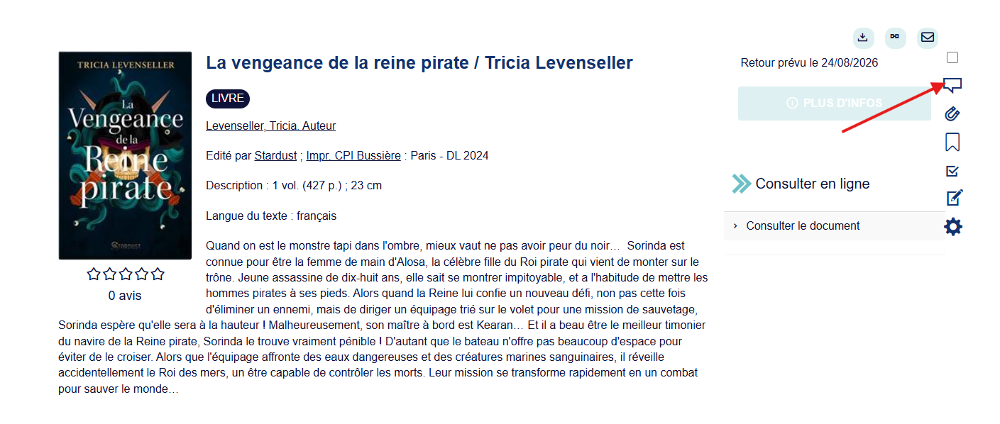 TRICIA LEVENSELLER
La
Vengeance
de la
Reine
pirate
STARDUST
0 avis
La vengeance de la reine pirate / Tricia Levenseller
LIVRE
Levenseller, Tricia. Auteur
Edité par Stardust ; Impr. CPI Bussière : Paris - DL 2024
Description : 1 vol. (427 p.) ; 23 cm
Langue du texte : français
Quand on est le monstre tapi dans l'ombre, mieux vaut ne pas avoir peur du noir…  Sorinda est
connue pour être la femme de main d'Alosa, la célèbre fille du Roi pirate qui vient de monter sur le
trône. Jeune assassine de dix-huit ans, elle sait se montrer impitoyable, et a l'habitude de mettre les
hommes pirates à ses pieds. Alors quand la Reine lui confie un nouveau défi, non pas cette fois
d'éliminer un ennemi, mais de diriger un équipage trié sur le volet pour une mission de sauvetage,
Sorinda espère qu'elle sera à la hauteur ! Malheureusement, son maître à bord est Kearan… Et il a beau être le meilleur timonier
du navire de la Reine pirate, Sorinda le trouve vraiment pénible ! D'autant que le bateau n'offre pas beaucoup d'espace pour
éviter de le croiser. Alors que l'équipage affronte des eaux dangereuses et des créatures marines sanguinaires, il réveille
accidentellement le Roi des mers, un être capable de contrôler les morts. Leur mission se transforme rapidement en un combat
pour sauver le monde…
Retour prévu le 24/08/2026
PLUS D'INFOS
Consulter en ligne
Consulter le document